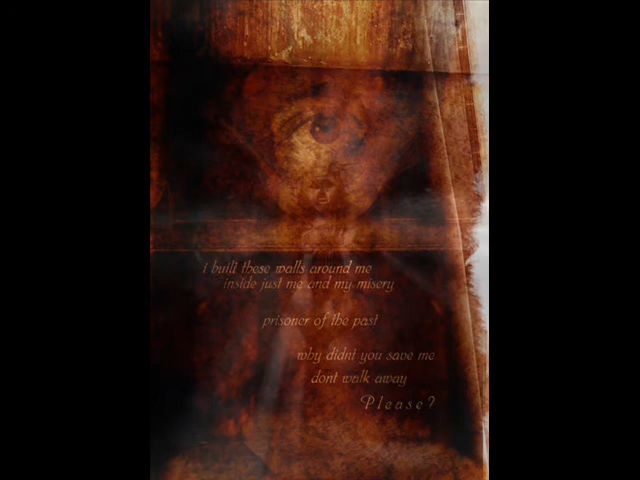 i built these walls around me
inside just me and my misery
prisoner of the past
why didnt you save me
dont walk away
Please?